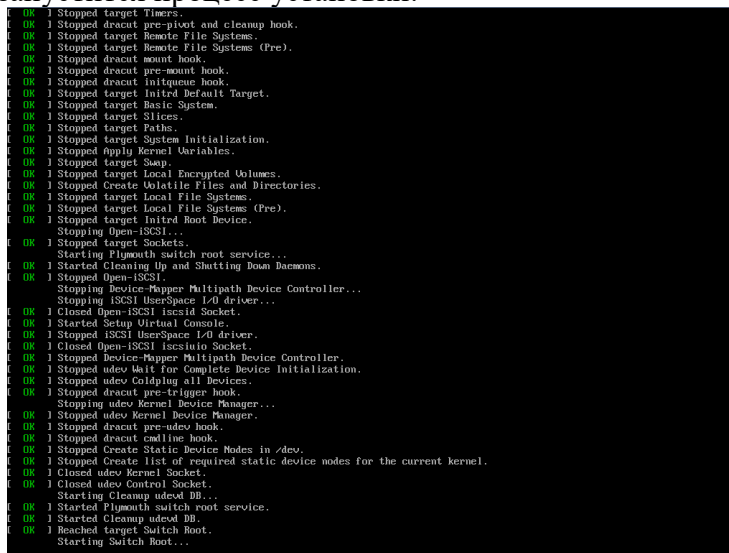 запустится процесс установки.
[  OK  ] Stopped target Timers.
[  OK  ] Stopped dracut pre-pivot and cleanup hook.
[  OK  ] Stopped target Remote File Systems.
[  OK  ] Stopped target Remote File Systems (Pre).
[  OK  ] Stopped dracut mount hook.
[  OK  ] Stopped dracut pre-mount hook.
[  OK  ] Stopped dracut initqueue hook.
[  OK  ] Stopped target Initrd Default Target.
[  OK  ] Stopped target Basic System.
[  OK  ] Stopped target Slices.
[  OK  ] Stopped target Paths.
[  OK  ] Stopped target System Initialization.
[  OK  ] Stopped Apply Kernel Variables.
[  OK  ] Stopped target Swap.
[  OK  ] Stopped target Local Encrypted Volumes.
[  OK  ] Stopped Create Volatile Files and Directories.
[  OK  ] Stopped target Local File Systems.
[  OK  ] Stopped target Local File Systems (Pre).
[  OK  ] Stopped target Initrd Root Device.
Stopping Open-iSCSI...
[  OK  ] Stopped target Sockets.
Starting Plymouth switch root service...
[  OK  ] Started Cleaning Up and Shutting Down Daemons.
[  OK  ] Stopped Open-iSCSI.
Stopping Device-Mapper Multipath Device Controller...
Stopping iSCSI UserSpace I/O driver...
[  OK  ] Closed Open-iSCSI iscsid Socket.
[  OK  ] Started Setup Virtual Console.
[  OK  ] Stopped iSCSI UserSpace I/O driver.
[  OK  ] Closed Open-iSCSI iscsiuio Socket.
[  OK  ] Stopped Device-Mapper Multipath Device Controller.
[  OK  ] Stopped udev Wait for Complete Device Initialization.
[  OK  ] Stopped udev Coldplug all Devices.
[  OK  ] Stopped dracut pre-trigger hook.
Stopping udev Kernel Device Manager...
[  OK  ] Stopped udev Kernel Device Manager.
[  OK  ] Stopped dracut pre-udev hook.
[  OK  ] Stopped dracut cmdline hook.
[  OK  ] Stopped Create Static Device Nodes in /dev.
[  OK  ] Stopped Create list of required static device nodes for the current kernel.
[  OK  ] Closed udev Kernel Socket.
[  OK  ] Closed udev Control Socket.
Starting Cleanup udevd DB...
[  OK  ] Started Plymouth switch root service.
[  OK  ] Started Cleanup udevd DB.
[  OK  ] Reached target Switch Root.
Starting Switch Root...